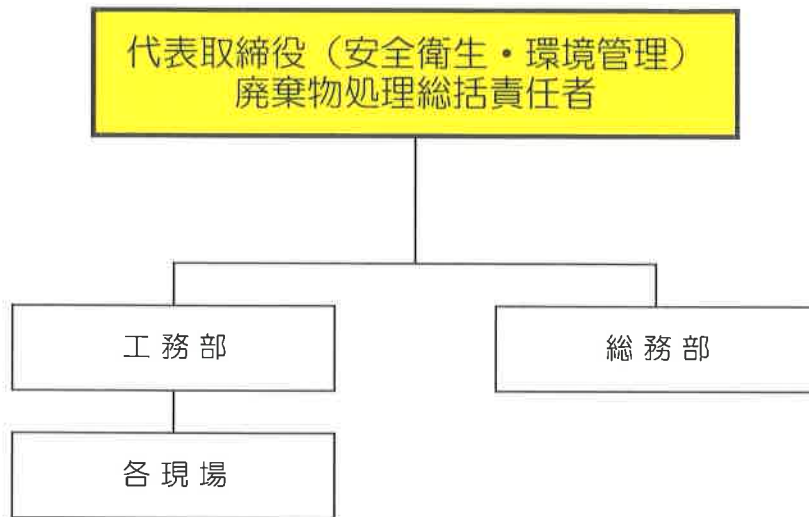 代表取締役（安全衛生・環境管理）
廃棄物処理総括責任者
工務部
総務部
各現場